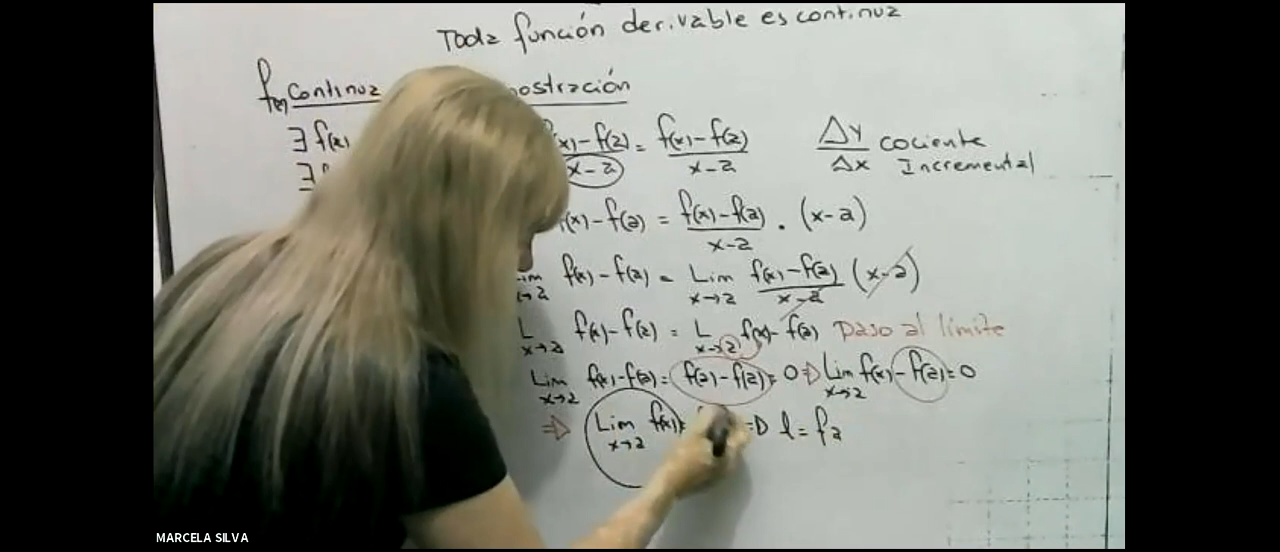 Toda función derivable es continua
f(x) continua ostración
∃ f(a) f(x)-f(a) = f(x)-f(a) Δy cociente
∃ x-a x-a Δx Incremental
f(x)-f(a) = f(x)-f(a) . (x-a)
x-a
Lim f(x)-f(a) = Lim f(x)-f(a) (x-a)
x→a x→a x-a
L f(x)-f(a) = L f(x)-f(a) paso al límite
x→a x→a
Lim f(x)-f(a) = f(a)-f(a) = 0 ⇒ Lim f(x)-f(a)=0
x→a x→a
⇒ Lim f(x) = ⇒ l = fa
x→a
MARCELA SILVA